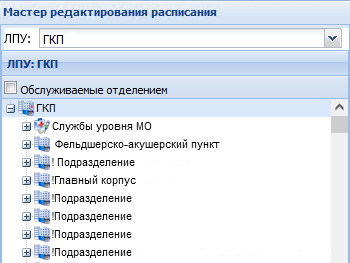 Мастер редактирования расписания
ЛПУ: ГКП
ЛПУ: ГКП
Обслуживаемые отделением
ГКП
Службы уровня МО
Фельдшерско-акушерский пункт
! Подразделение
!Главный корпус
!Подразделение
!Подразделение
!Подразделение
!Подразделение